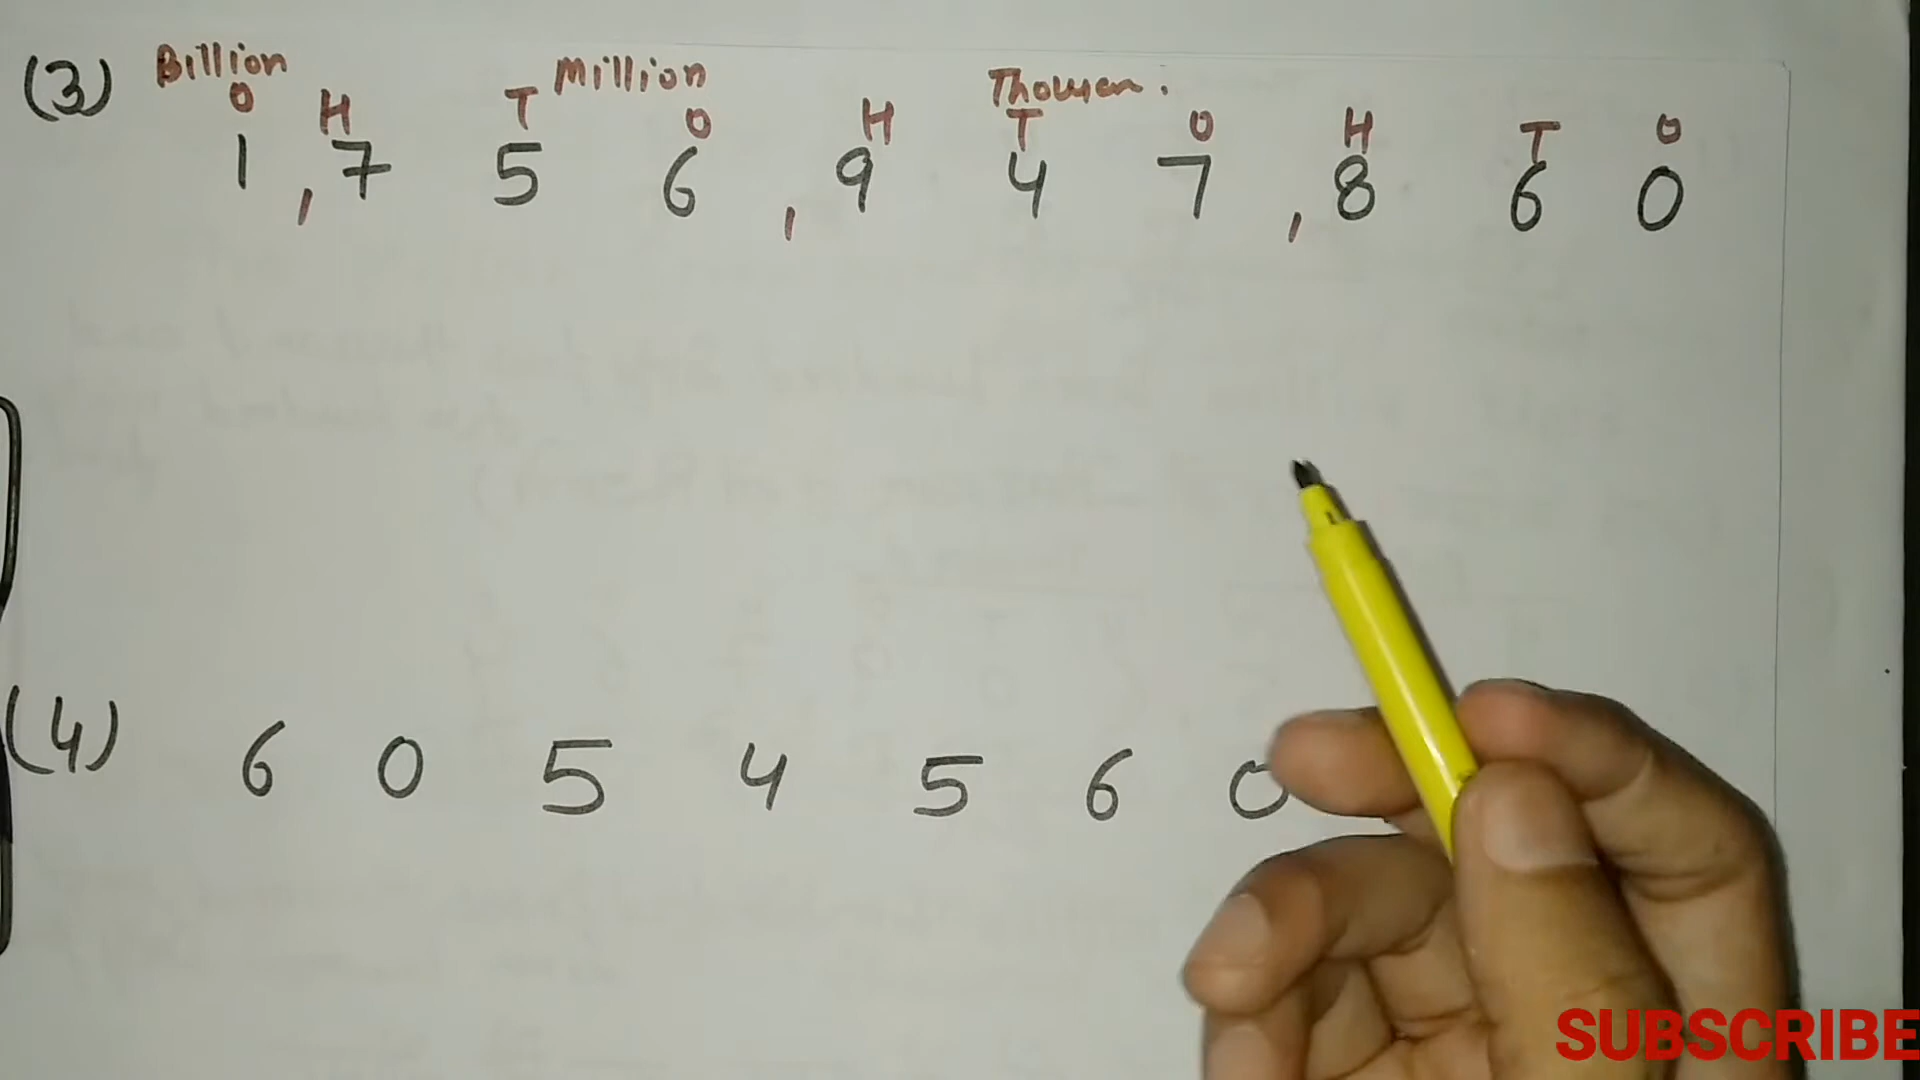 Billion Million Thousen.
(3) O H T O H T O H T O
1,7 5 6,9 4 7,8 6 0
(4) 6 0 5 4 5 6 0
SUBSCRIBE